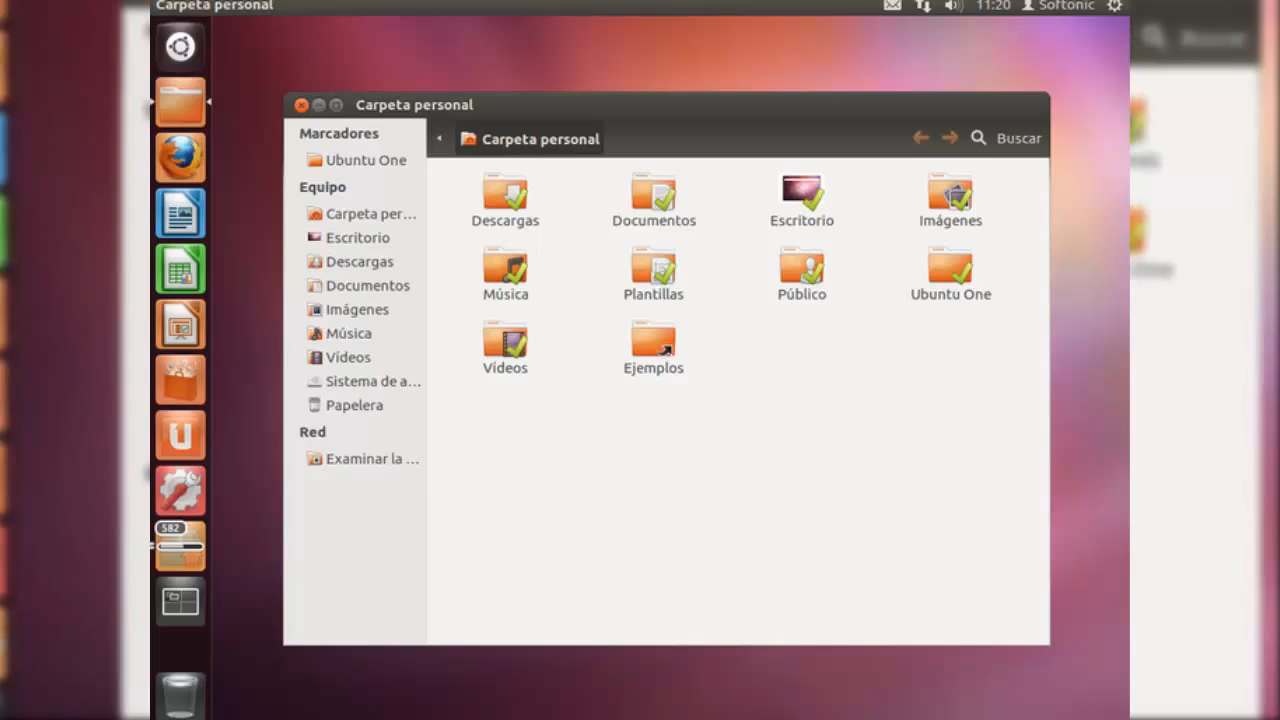 Carpeta personal
11:20
Softonic
Carpeta personal
Marcadores
Carpeta personal
Buscar
Ubuntu One
Equipo
Carpeta per...
Escritorio
Descargas
Documentos
Imágenes
Música
Vídeos
Sistema de a...
Papelera
Red
Examinar la ...
Descargas
Documentos
Escritorio
Imágenes
Música
Plantillas
Público
Ubuntu One
Vídeos
Ejemplos
U
582